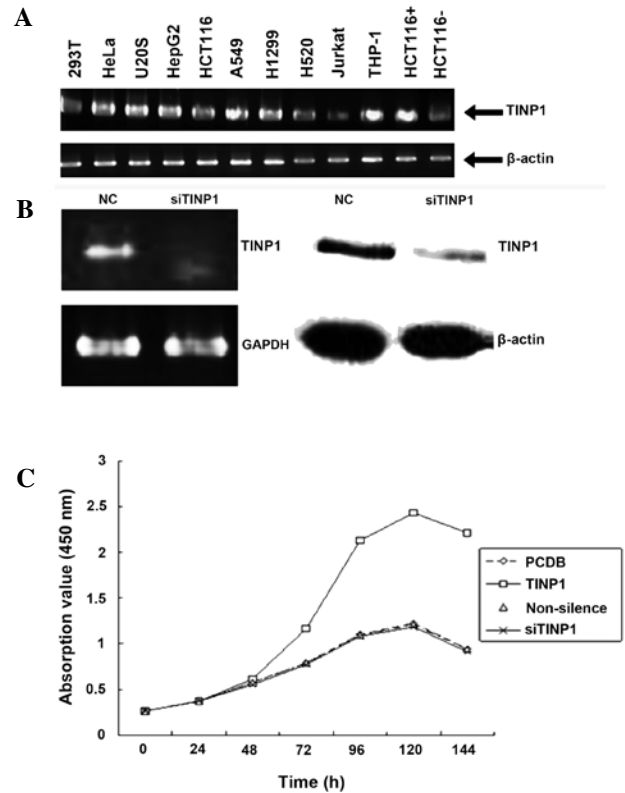 A
293T
HeLa
U20S
HepG2
HCT116
A549
H1299
H520
Jurkat
THP-1
HCT116+
HCT116-
TINP1
β-actin
B
NC siTINP1
TINP1
GAPDH
NC siTINP1
TINP1
β-actin
C
Absorption value (450 nm)
3
2.5
2
1.5
1
0.5
0
0 24 48 72 96 120 144
Time (h)
PCDB
TINP1
Non-silence
siTINP1